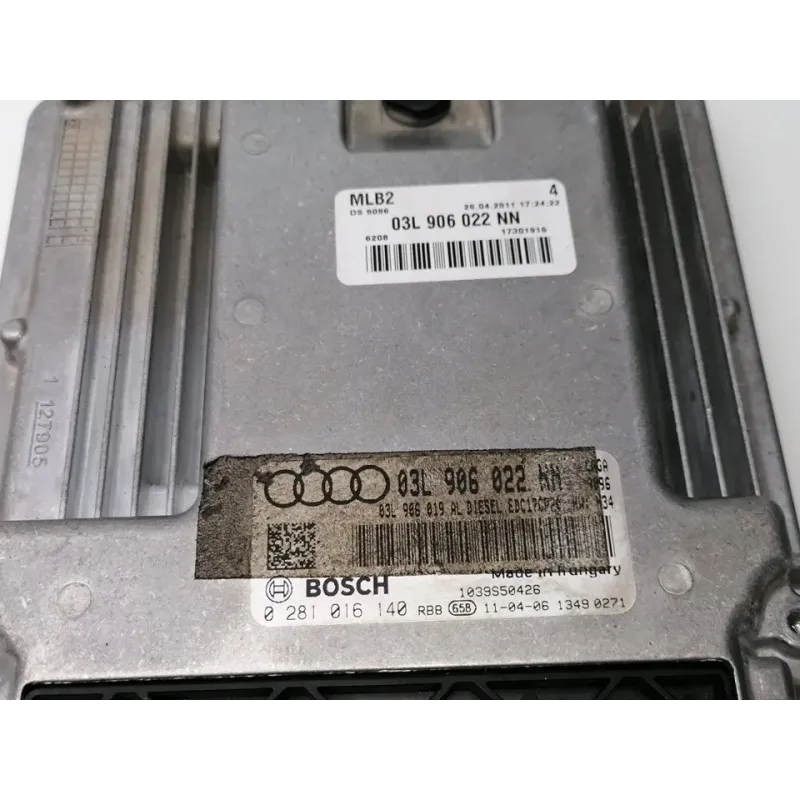 MLB2 4
DS 9096 26.04.2011 17:24:22
03L 906 022 NN
6208 17301916
1 12T905
03L 906 022 NN
03L 906 019 AL DIESEL
BOSCH
Made in Hungary
1039S50426
0 281 016 140 RBB 658 11-04-06 1349 0271